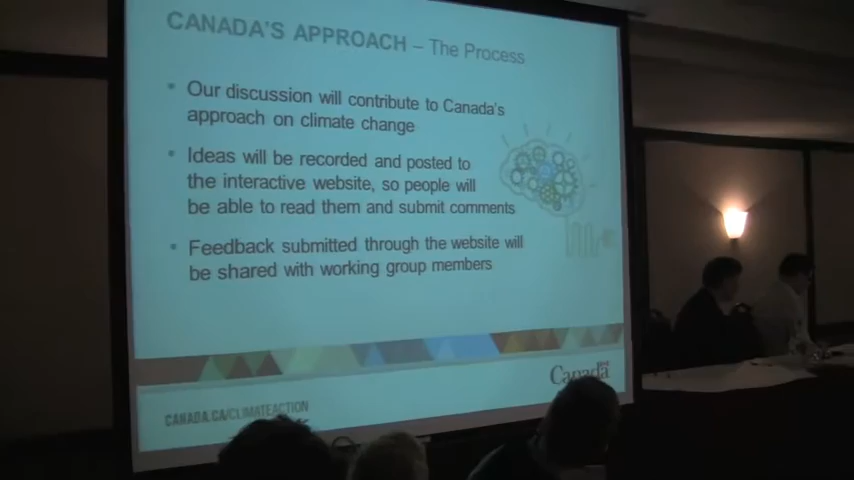 CANADA'S APPROACH – The Process
• Our discussion will contribute to Canada's
approach on climate change
• Ideas will be recorded and posted to
the interactive website, so people will
be able to read them and submit comments
• Feedback submitted through the website will
be shared with working group members
Canada
CANADA.CA/CLIMATEACTION